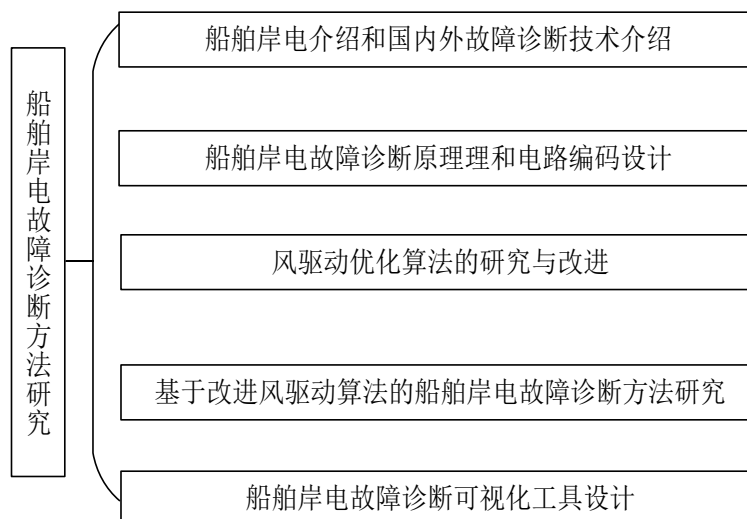 船舶岸电故障诊断方法研究
船舶岸电介绍和国内外故障诊断技术介绍
船舶岸电故障诊断原理理和电路编码设计
风驱动优化算法的研究与改进
基于改进风驱动算法的船舶岸电故障诊断方法研究
船舶岸电故障诊断可视化工具设计